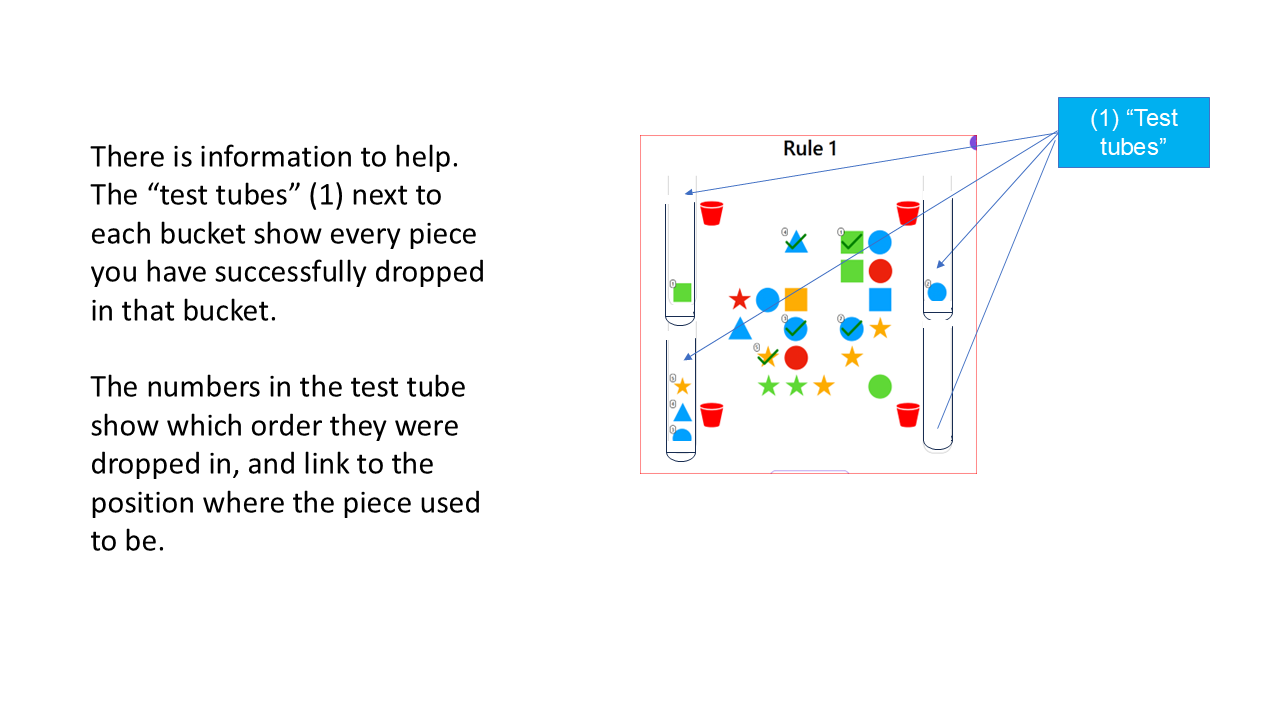 There is information to help.
The “test tubes” (1) next to
each bucket show every piece
you have successfully dropped
in that bucket.
The numbers in the test tube
show which order they were
dropped in, and link to the
position where the piece used
to be.
Rule 1
(1) “Test
tubes”